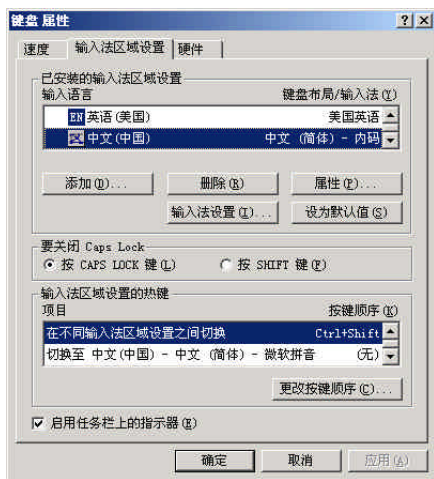 键盘 属性
速度 输入法区域设置 硬件
已安装的输入法区域设置
输入语言 键盘布局/输入法(Y)
EN 英语(美国) 美国英语
中文(中国) 中文 (简体) - 内码
添加(D)... 删除(R) 属性(P)...
输入法设置(I)... 设为默认值(S)
要关闭 Caps Lock
按 CAPS LOCK 键(L) 按 SHIFT 键(F)
输入法区域设置的热键
项目 按键顺序(K)
在不同输入法区域设置之间切换 Ctrl+Shift
切换至 中文(中国) - 中文 (简体) - 微软拼音 (无)
更改按键顺序(C)...
启用任务栏上的指示器(E)
确定 取消 应用(A)